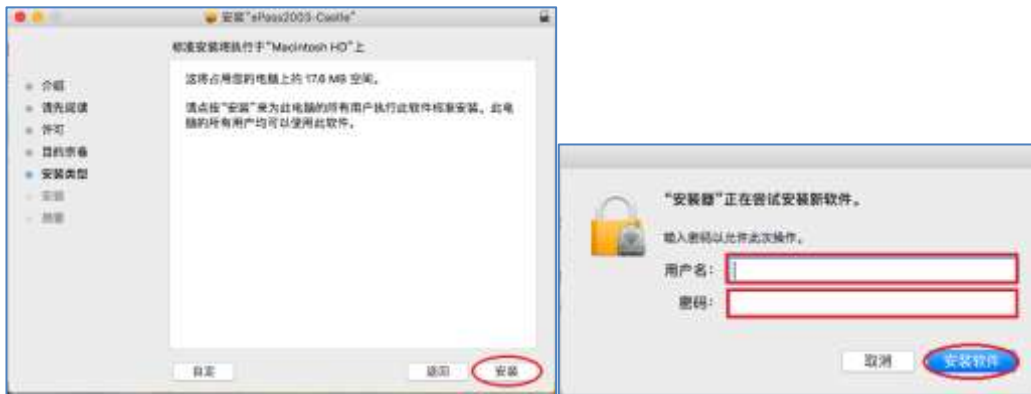 安装"ePass2003-Castle"
标准安装将执行于"Macintosh HD"上
介绍
请先阅读
许可
目的宗卷
安装类型
安装
摘要
这将占用您的电脑上的 17.6 MB 空间。
请点按"安装"来为此电脑的所有用户执行此软件标准安装。此电
脑的所有用户均可以使用此软件。
自定
返回
安装
"安装器"正在尝试安装新软件。
输入密码以允许此次操作。
用户名:
密码:
取消
安装软件